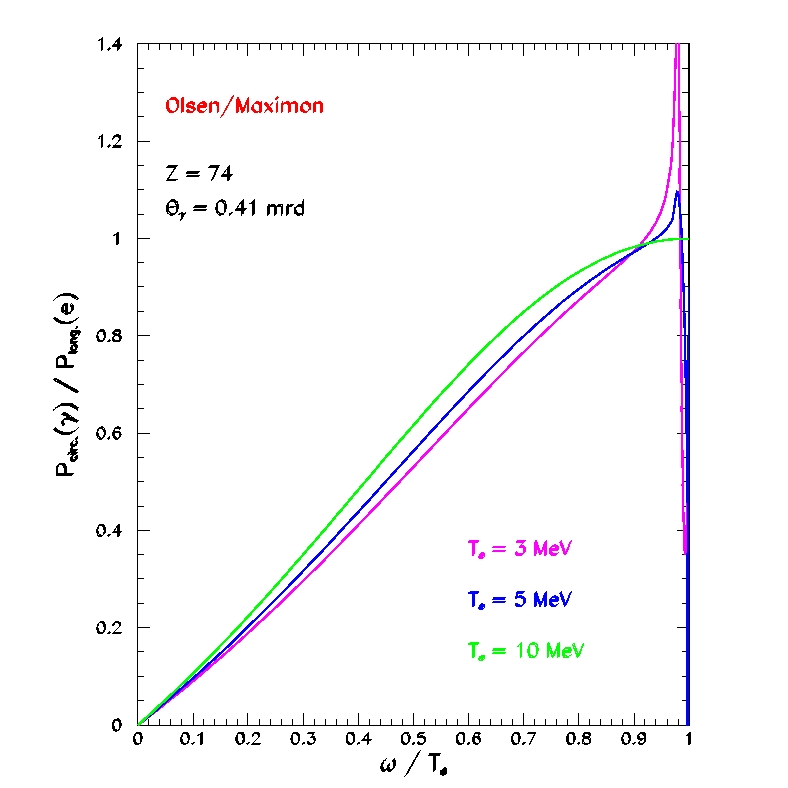 1.4
Olsen/Maximon
1.2
Z = 74
Θγ = 0.41 mrd
1
P circ.(γ) / P long.(e)
0.8
0.6
0.4
Te = 3 MeV
Te = 5 MeV
0.2
Te = 10 MeV
0
0 0.1 0.2 0.3 0.4 0.5 0.6 0.7 0.8 0.9 1
ω / Te